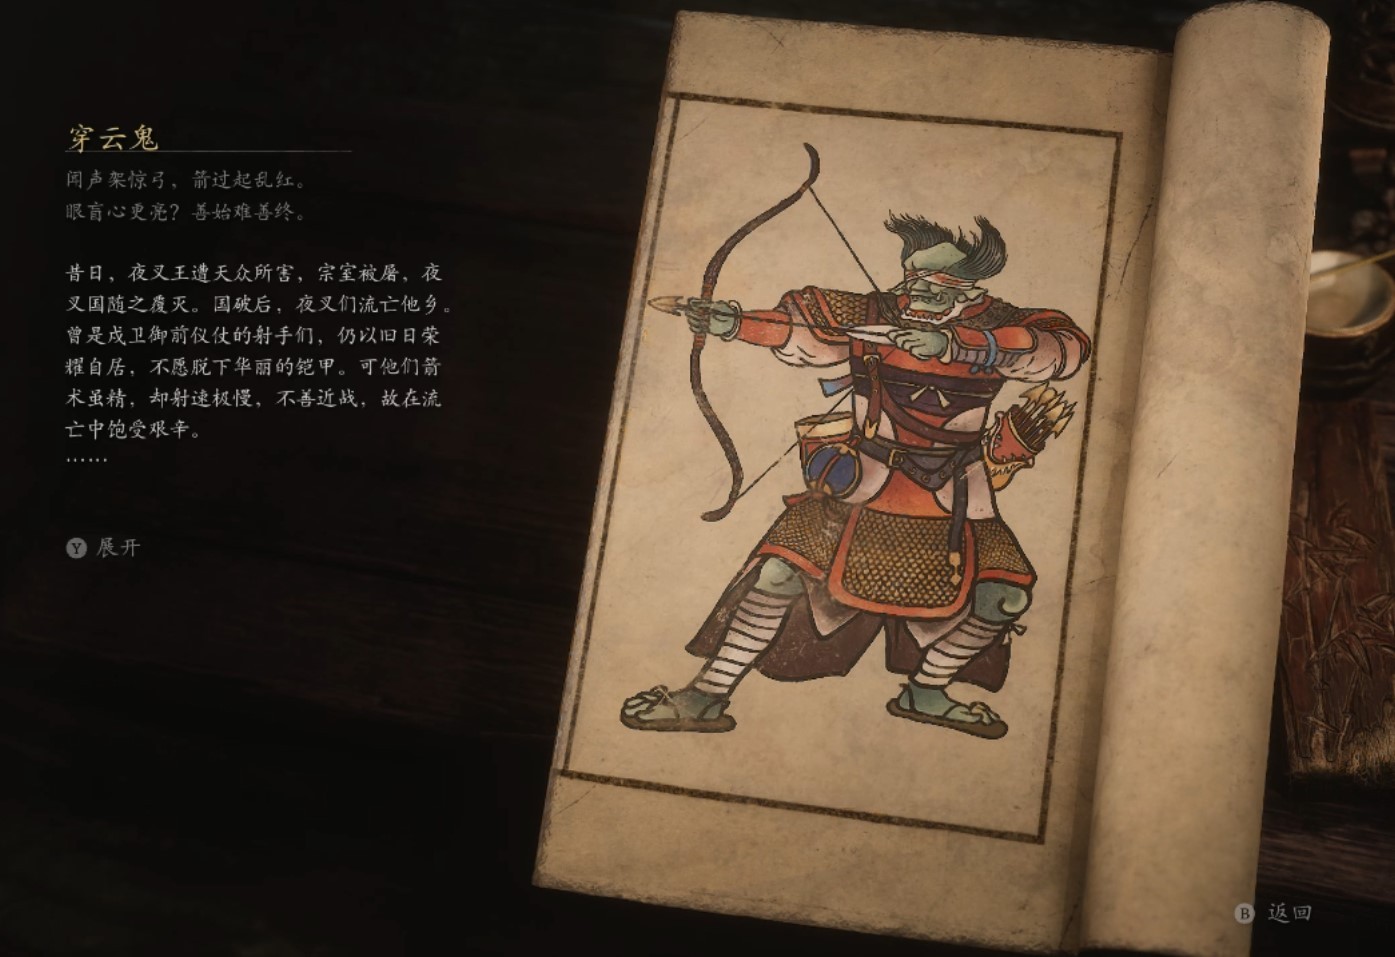 穿云鬼
闻声架惊弓，箭过起乱红。
眼盲心更亮？善始难善终。
昔日，夜叉王遭天众所害，宗室被屠，夜
叉国随之覆灭。国破后，夜叉们流亡他乡。
曾是戍卫御前仪仗的射手们，仍以旧日荣
耀自居，不愿脱下华丽的铠甲。可他们箭
术虽精，却射速极慢，不善近战，故在流
亡中饱受艰辛。
……
Y 展开
B 返回